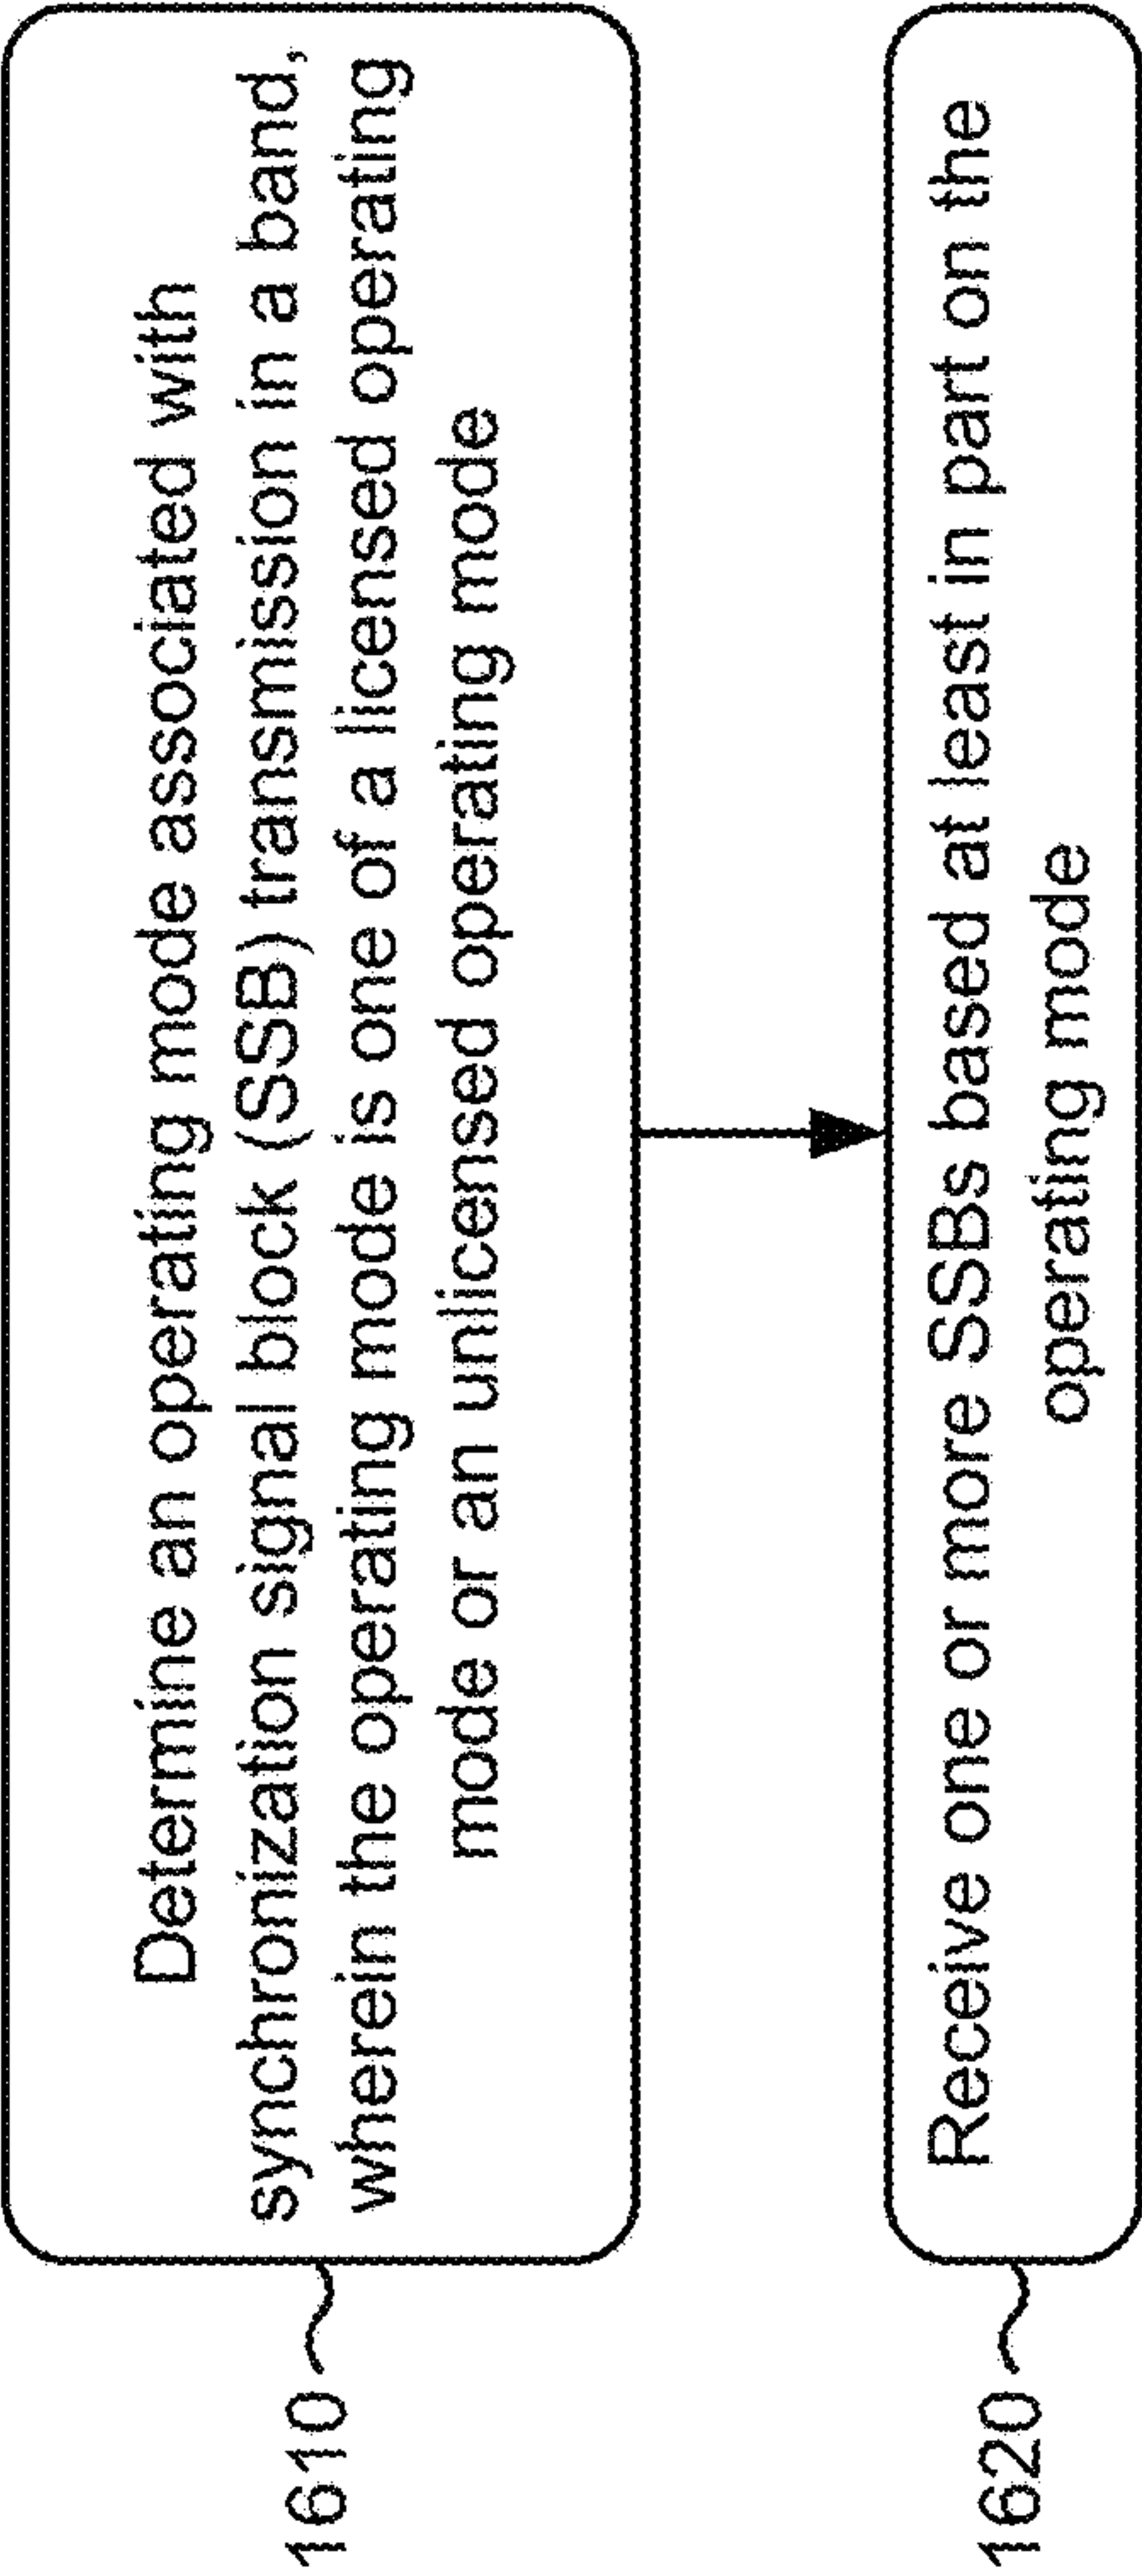 1610
Determine an operating mode associated with
synchronization signal block (SSB) transmission in a band,
wherein the operating mode is one of a licensed operating
mode or an unlicensed operating mode
1620
Receive one or more SSBs based at least in part on the
operating mode